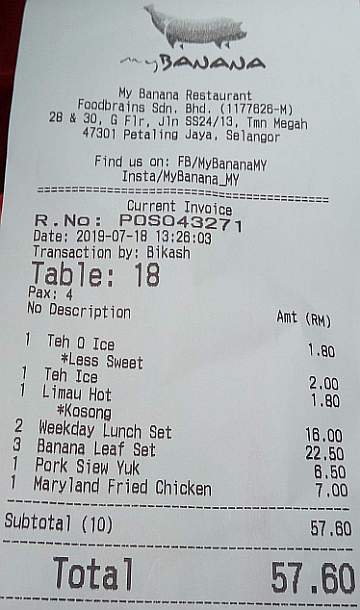 myBANANA
My Banana Restaurant
Foodbrains Sdn. Bhd. (1177626-M)
28 & 30, G Flr, Jln SS24/13, Tmn Megah
47301 Petaling Jaya, Selangor
Find us on: FB/MyBananaMY
Insta/MyBanana_MY
Current Invoice
R.No: POS043271
Date: 2019-07-18 13:26:03
Transaction by: Bikash
Table: 18
Pax: 4
No Description Amt (RM)
1 Teh O Ice 1.80
*Less Sweet
1 Teh Ice 2.00
1 Limau Hot 1.80
*Kosong
2 Weekday Lunch Set 16.00
3 Banana Leaf Set 22.50
1 Pork Siew Yuk 6.50
1 Maryland Fried Chicken 7.00
Subtotal (10) 57.60
Total 57.60